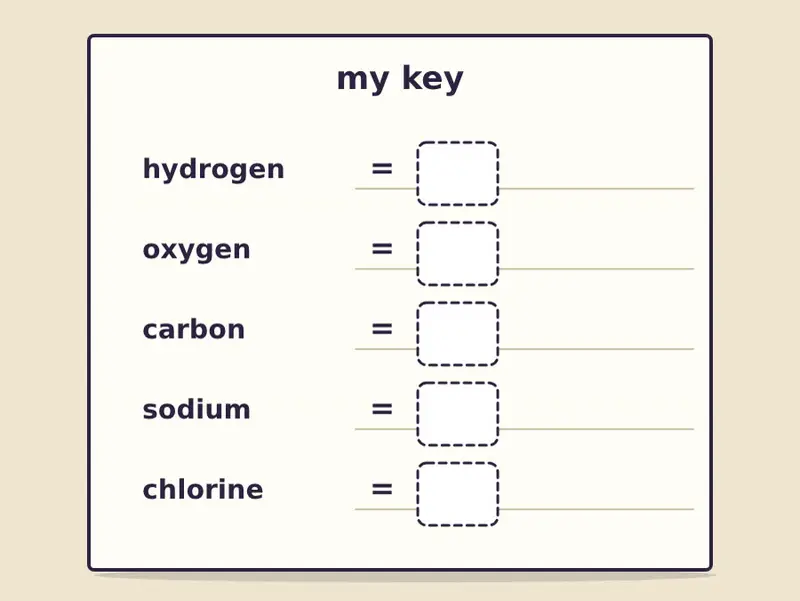 my key
hydrogen =
oxygen =
carbon =
sodium =
chlorine =